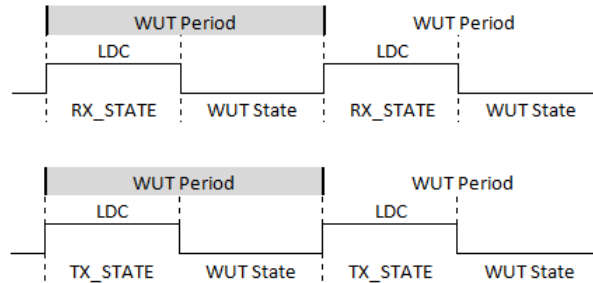 WUT Period WUT Period
LDC LDC
RX_STATE WUT State RX_STATE WUT State
WUT Period WUT Period
LDC LDC
TX_STATE WUT State TX_STATE WUT State